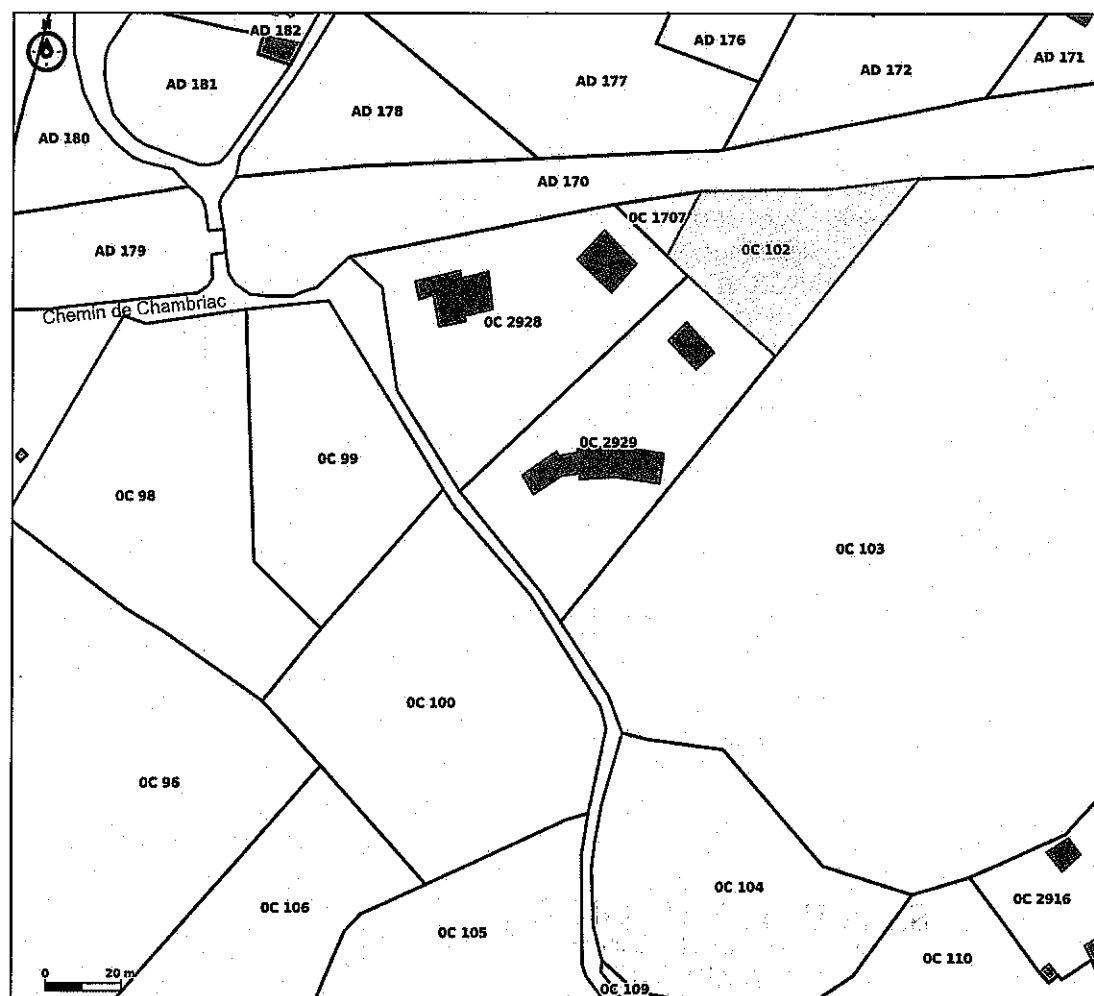 N
AD 182
AD 176
AD 171
AD 172
AD 177
AD 181
AD 178
AD 180
AD 170
0C 1707
0C 102
AD 179
Chemin de Chambriac
0C 2928
0C 2929
0C 99
0C 98
0C 103
0C 100
0C 96
0C 104
0C 2916
0C 106
0C 105
0C 110
0 20 m
0C 109